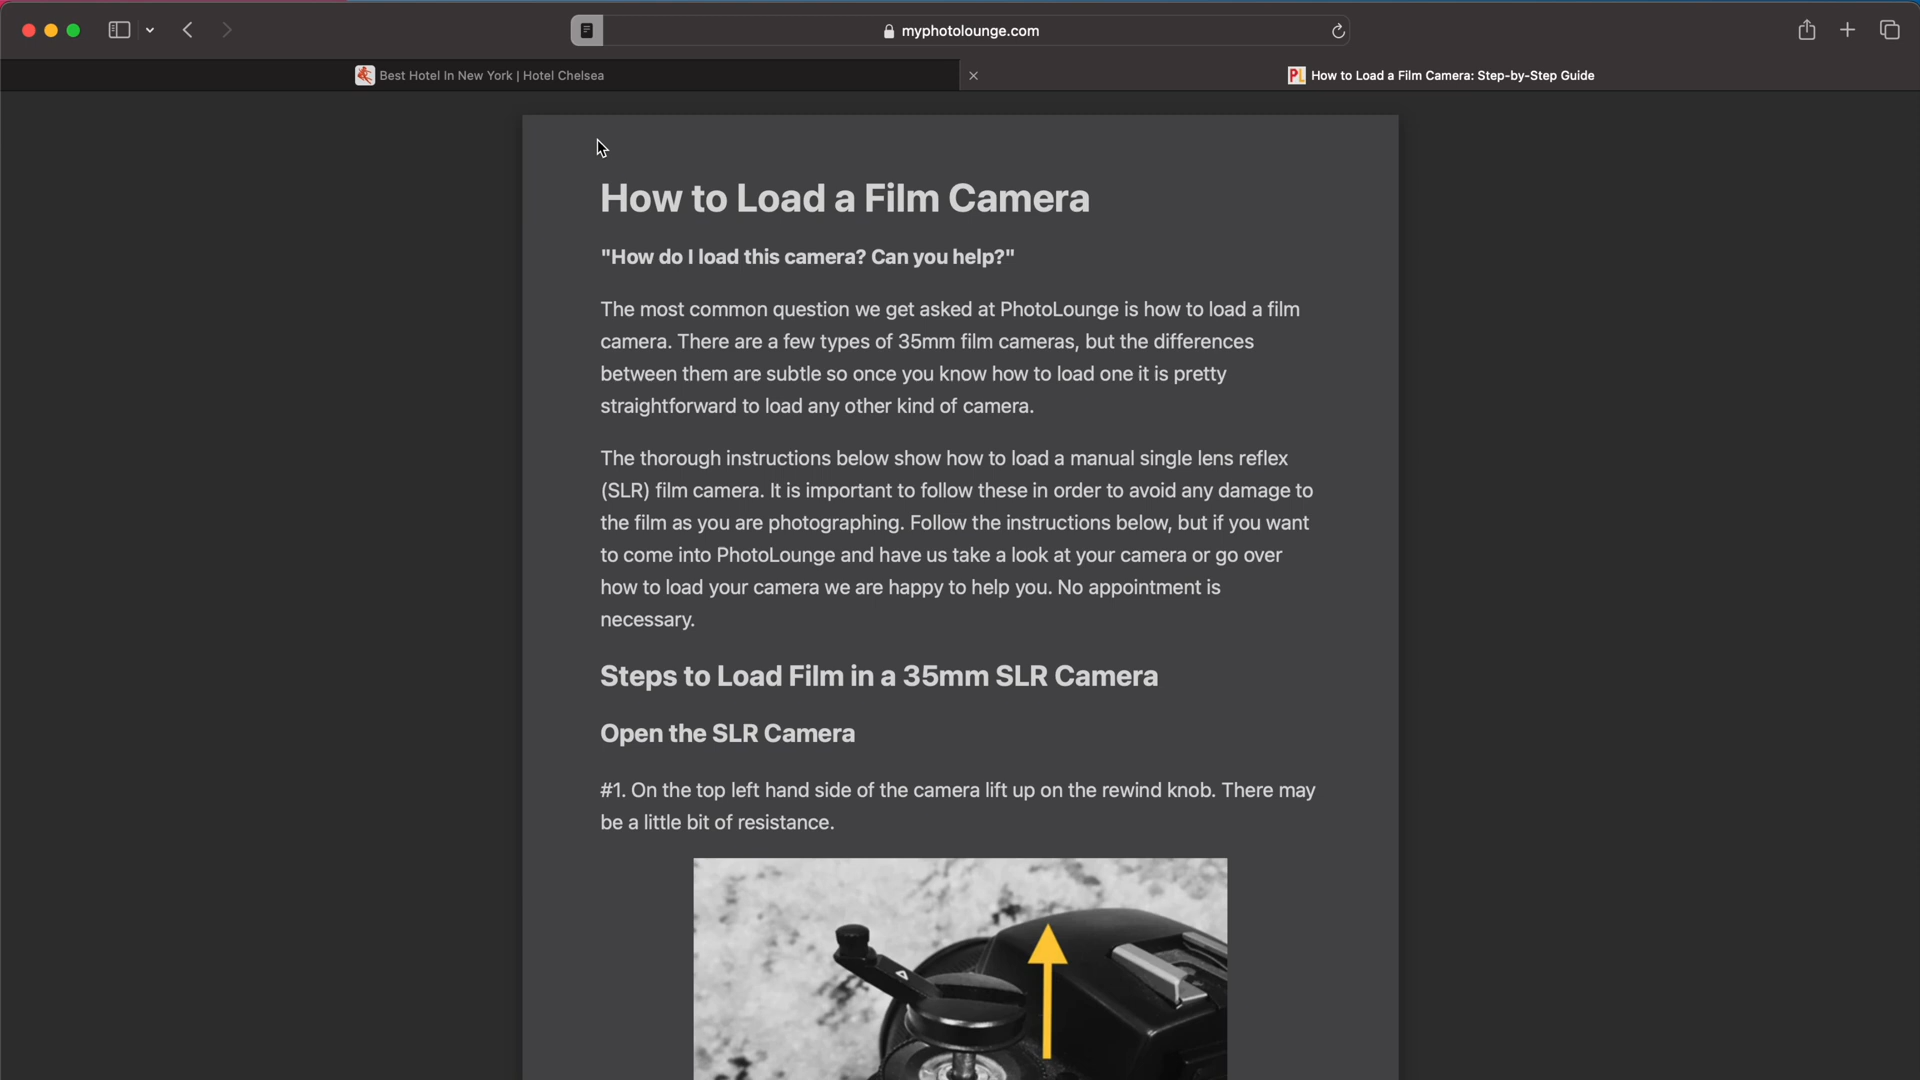 myphotolounge.com
Best Hotel In New York | Hotel Chelsea
PL How to Load a Film Camera: Step-by-Step Guide
How to Load a Film Camera
"How do I load this camera? Can you help?"
The most common question we get asked at PhotoLounge is how to load a film
camera. There are a few types of 35mm film cameras, but the differences
between them are subtle so once you know how to load one it is pretty
straightforward to load any other kind of camera.
The thorough instructions below show how to load a manual single lens reflex
(SLR) film camera. It is important to follow these in order to avoid any damage to
the film as you are photographing. Follow the instructions below, but if you want
to come into PhotoLounge and have us take a look at your camera or go over
how to load your camera we are happy to help you. No appointment is
necessary.
Steps to Load Film in a 35mm SLR Camera
Open the SLR Camera
#1. On the top left hand side of the camera lift up on the rewind knob. There may
be a little bit of resistance.